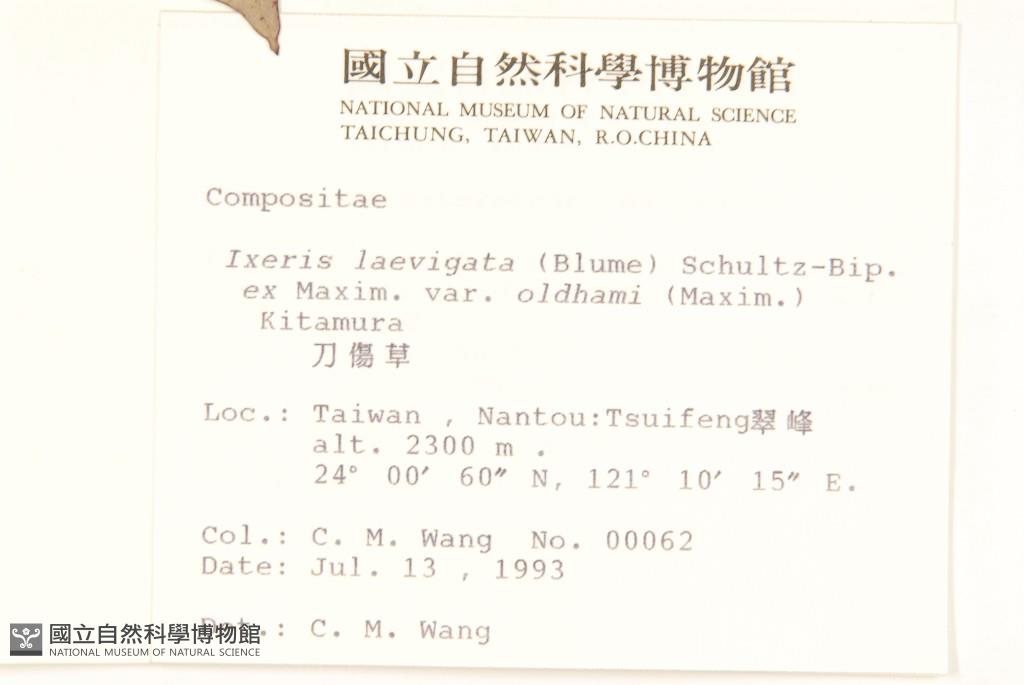 國立自然科學博物館
NATIONAL MUSEUM OF NATURAL SCIENCE
TAICHUNG, TAIWAN, R.O.CHINA
Compositae
Ixeris laevigata (Blume) Schultz-Bip.
ex Maxim. var. oldhami (Maxim.)
Kitamura
刀傷草
Loc.: Taiwan , Nantou:Tsuifeng翠峰
alt. 2300 m .
24° 00′ 60″ N, 121° 10′ 15″ E.
Col.: C. M. Wang No. 00062
Date: Jul. 13 , 1993
Det.: C. M. Wang
國立自然科學博物館
NATIONAL MUSEUM OF NATURAL SCIENCE